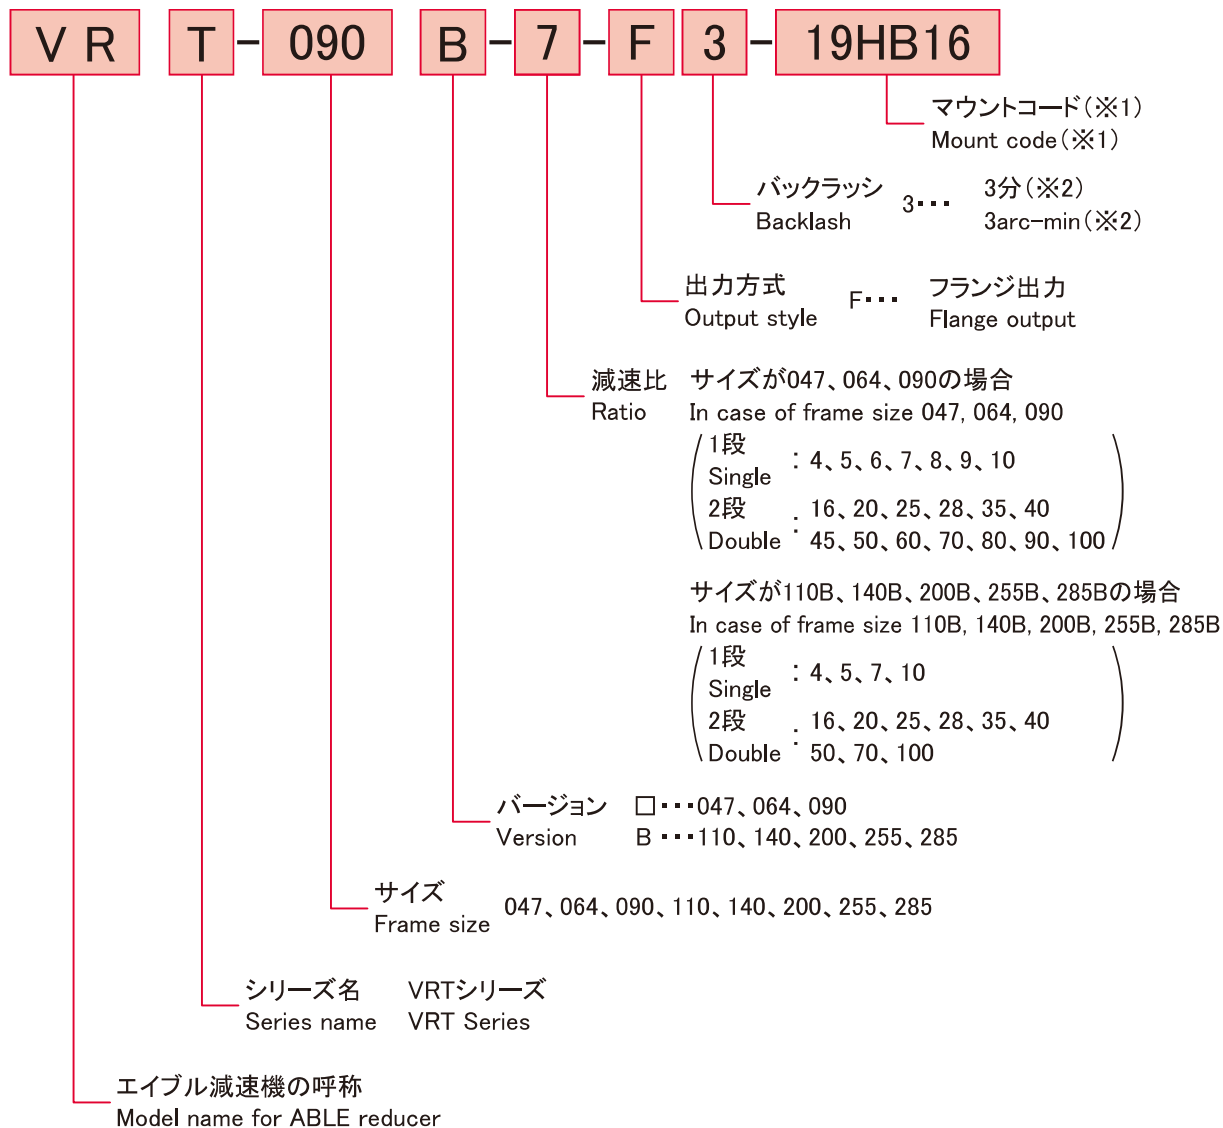 VR T-090 B-7-F 3-19HB16
マウントコード(※1)
Mount code(※1)
バックラッシ 3･･･ 3分(※2)
Backlash 3arc-min(※2)
出力方式 F･･･ フランジ出力
Output style Flange output
減速比 サイズが047、064、090の場合
Ratio In case of frame size 047, 064, 090
1段
Single : 4、5、6、7、8、9、10
2段 16、20、25、28、35、40
Double : 45、50、60、70、80、90、100
サイズが110B、140B、200B、255B、285Bの場合
In case of frame size 110B, 140B, 200B, 255B, 285B
1段
Single : 4、5、7、10
2段 16、20、25、28、35、40
Double : 50、70、100
バージョン □･･･047、064、090
Version B ･･･110、140、200、255、285
サイズ
Frame size 047、064、090、110、140、200、255、285
シリーズ名 VRTシリーズ
Series name VRT Series
エイブル減速機の呼称
Model name for ABLE reducer